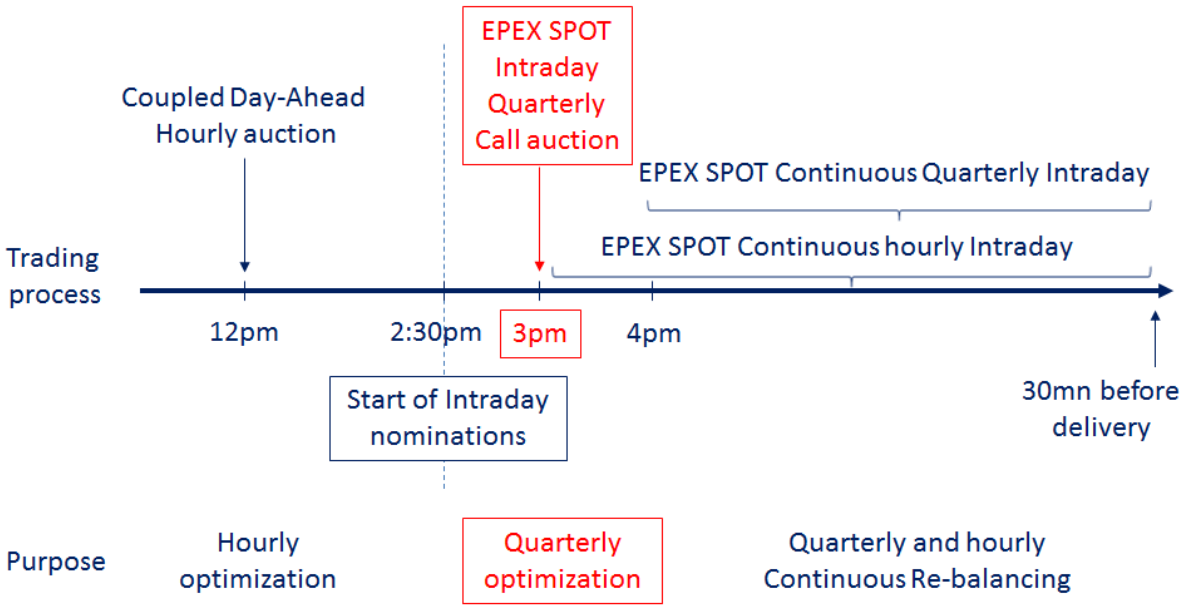 EPEX SPOT
Intraday
Quarterly
Call auction
Coupled Day-Ahead
Hourly auction
EPEX SPOT Continuous Quarterly Intraday
EPEX SPOT Continuous hourly Intraday
Trading
process
12pm
2:30pm
3pm
4pm
Start of Intraday
nominations
30mn before
delivery
Purpose
Hourly
optimization
Quarterly
optimization
Quarterly and hourly
Continuous Re-balancing